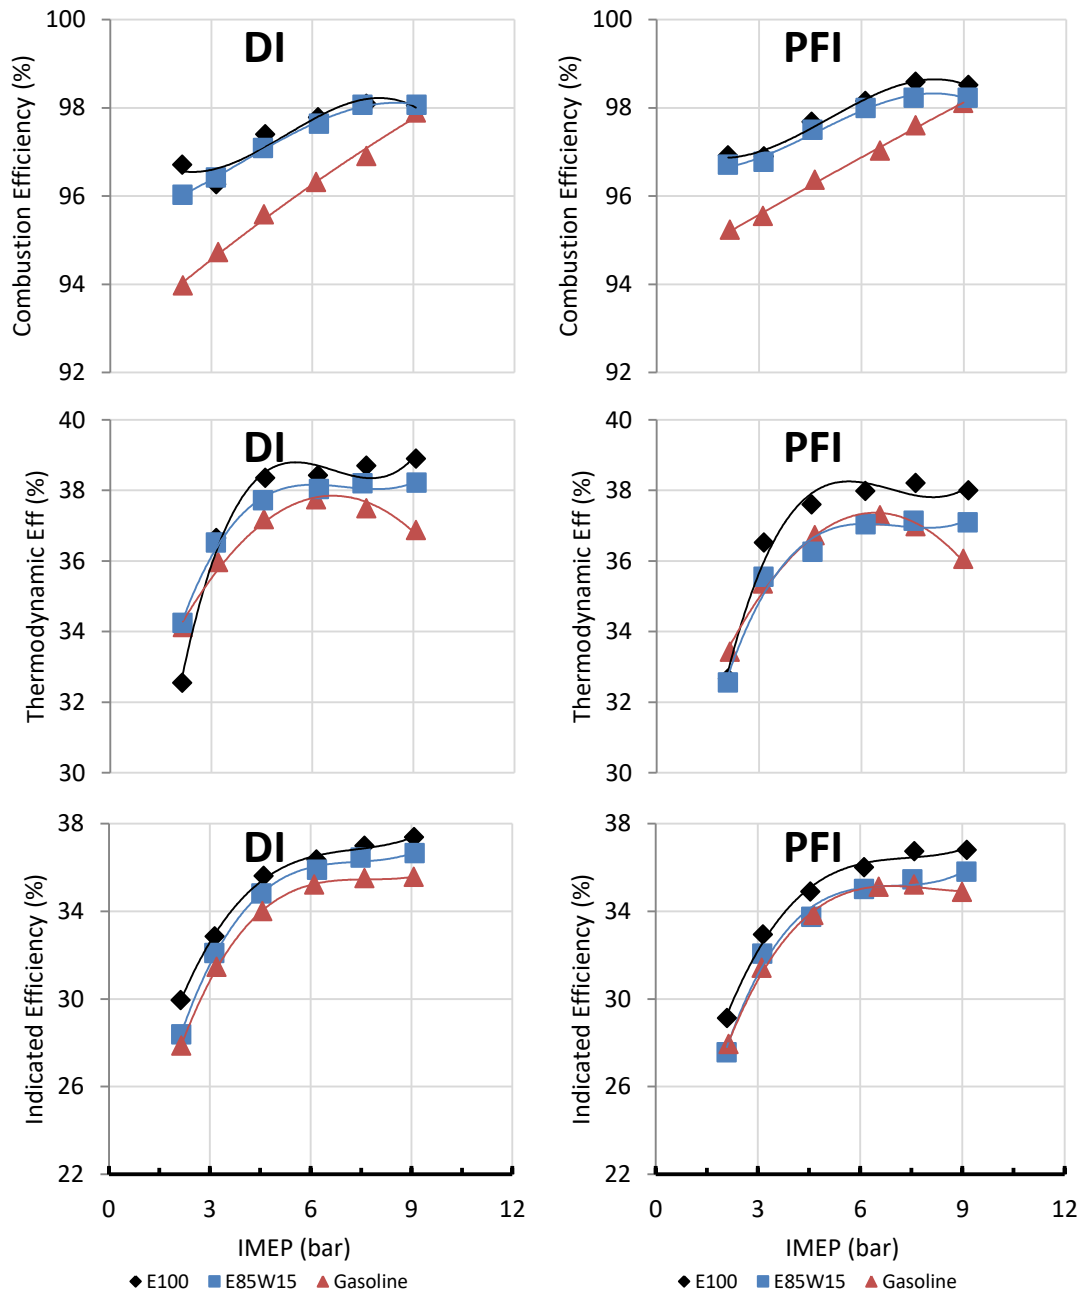 DI
Combustion Efficiency (%)
100
98
96
94
92
PFI
Combustion Efficiency (%)
100
98
96
94
92
DI
Thermodynamic Eff (%)
40
38
36
34
32
30
PFI
Thermodynamic Eff (%)
40
38
36
34
32
30
DI
Indicated Efficiency (%)
38
34
30
26
22
0 3 6 9 12
IMEP (bar)
E100 E85W15 Gasoline
PFI
Indicated Efficiency (%)
38
34
30
26
22
0 3 6 9 12
IMEP (bar)
E100 E85W15 Gasoline